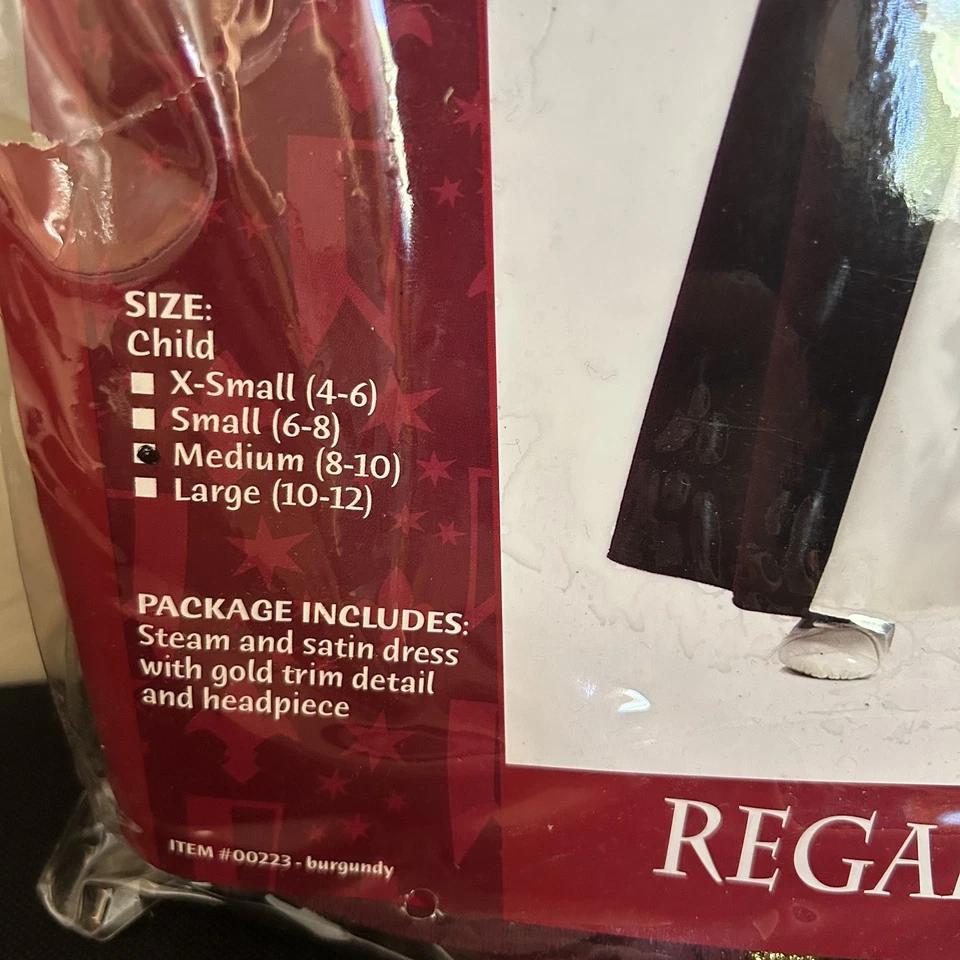 SIZE:
Child
X-Small (4-6)
Small (6-8)
Medium (8-10)
Large (10-12)
PACKAGE INCLUDES:
Steam and satin dress
with gold trim detail
and headpiece
ITEM #00223 - burgundy
REGA